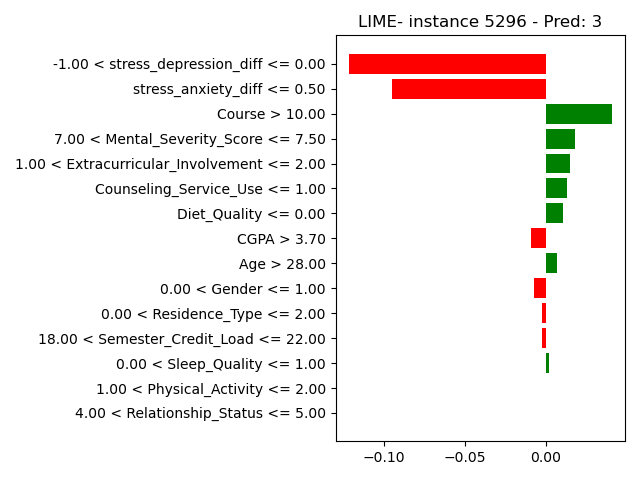 LIME- instance 5296 - Pred: 3
-1.00 < stress_depression_diff <= 0.00
stress_anxiety_diff <= 0.50
Course > 10.00
7.00 < Mental_Severity_Score <= 7.50
1.00 < Extracurricular_Involvement <= 2.00
Counseling_Service_Use <= 1.00
Diet_Quality <= 0.00
CGPA > 3.70
Age > 28.00
0.00 < Gender <= 1.00
0.00 < Residence_Type <= 2.00
18.00 < Semester_Credit_Load <= 22.00
0.00 < Sleep_Quality <= 1.00
1.00 < Physical_Activity <= 2.00
4.00 < Relationship_Status <= 5.00
−0.10 −0.05 0.00